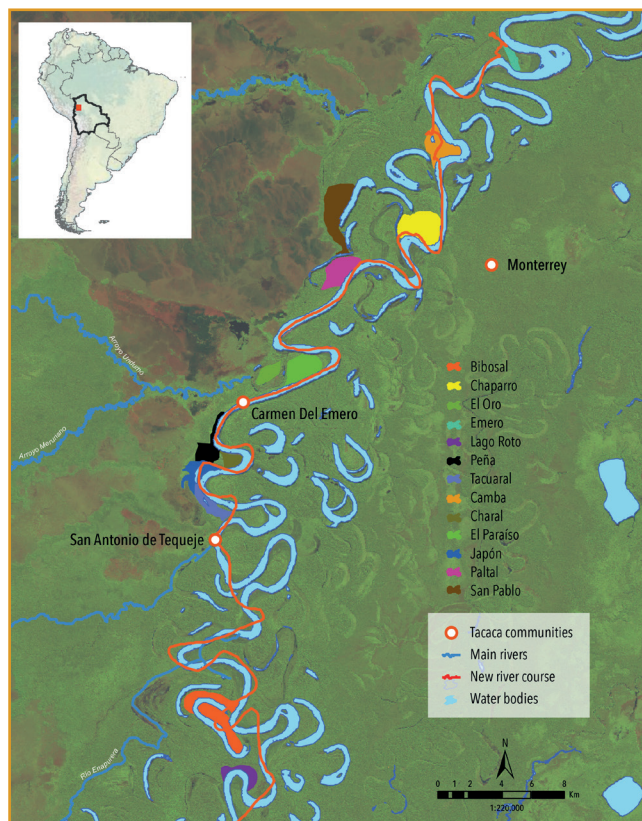 Monterrey
Arroyo Undumo
Carmen Del Emero
Arroyo Merurano
San Antonio de Tequeje
Río Enapurera
Bibosal
Chaparro
El Oro
Emero
Lago Roto
Peña
Tacuaral
Camba
Charal
El Paraíso
Japón
Paltal
San Pablo
Tacaca communities
Main rivers
New river course
Water bodies
N
0 1 2 4 6 8
Km
1:220.000